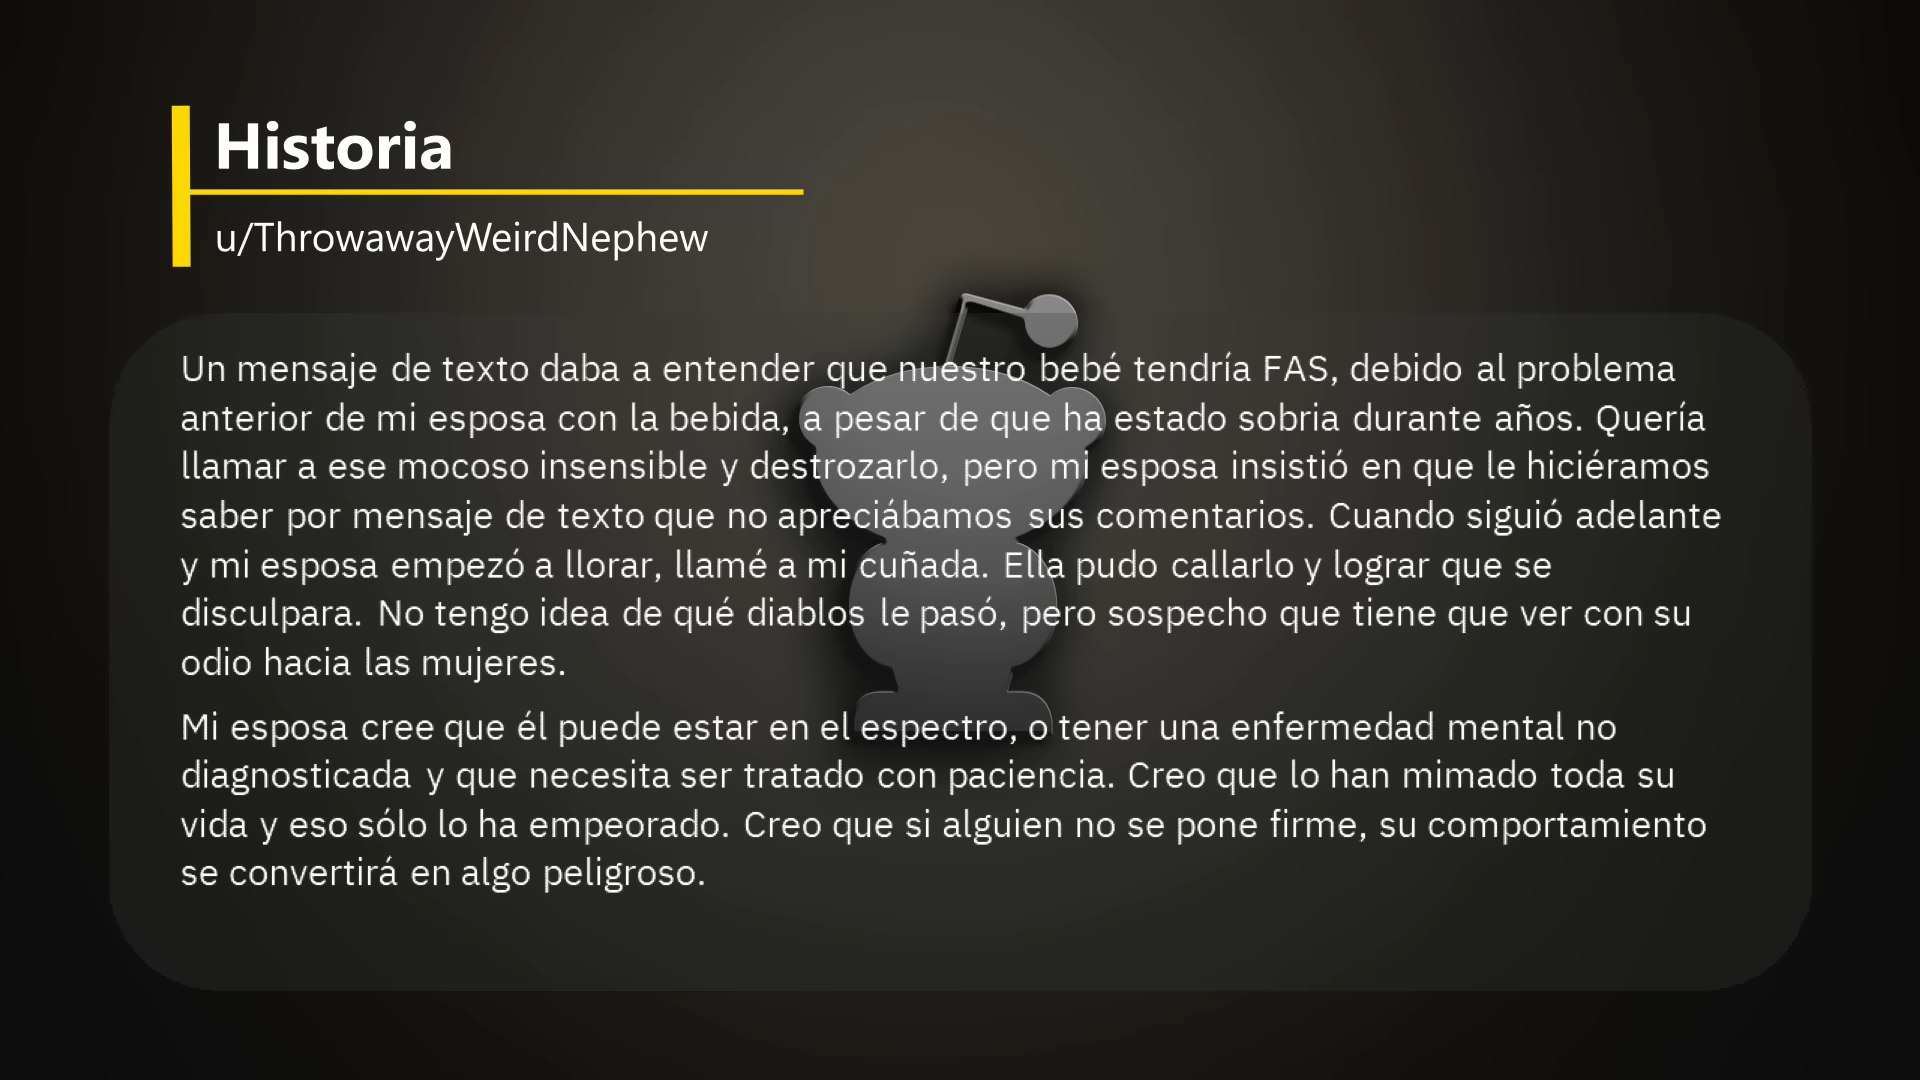 Historia
u/ThrowawayWeirdNephew
Un mensaje de texto daba a entender que nuestro bebé tendría FAS, debido al problema
anterior de mi esposa con la bebida, a pesar de que ha estado sobria durante años. Quería
llamar a ese mocoso insensible y destrozarlo, pero mi esposa insistió en que le hiciéramos
saber por mensaje de texto que no apreciábamos sus comentarios. Cuando siguió adelante
y mi esposa empezó a llorar, llamé a mi cuñada. Ella pudo callarlo y lograr que se
disculpara. No tengo idea de qué diablos le pasó, pero sospecho que tiene que ver con su
odio hacia las mujeres.
Mi esposa cree que él puede estar en el espectro, o tener una enfermedad mental no
diagnosticada y que necesita ser tratado con paciencia. Creo que lo han mimado toda su
vida y eso sólo lo ha empeorado. Creo que si alguien no se pone firme, su comportamiento
se convertirá en algo peligroso.